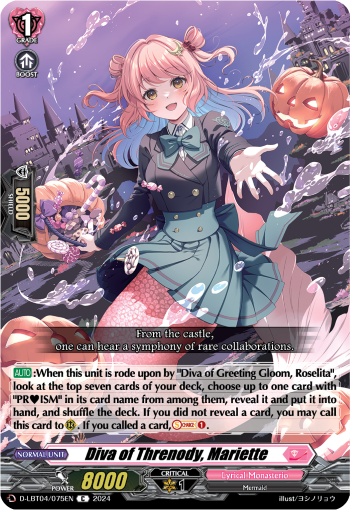 1
GRADE
BOOST
5000
SHIELD
From the castle,
one can hear a symphony of rare collaborations.
AUTO:When this unit is rode upon by "Diva of Greeting Gloom, Roselita",
look at the top seven cards of your deck, choose up to one card with
"PR♥ISM" in its card name from among them, reveal it and put it into
hand, and shuffle the deck. If you did not reveal a card, you may call
this card to RC. If you called a card, 1.
NORMAL UNIT
Diva of Threnody, Mariette
POWER 8000
CRITICAL
1
Lyrical Monasterio
Mermaid
D-LBT04/075EN C 2024
illust/ヨシノリョウ